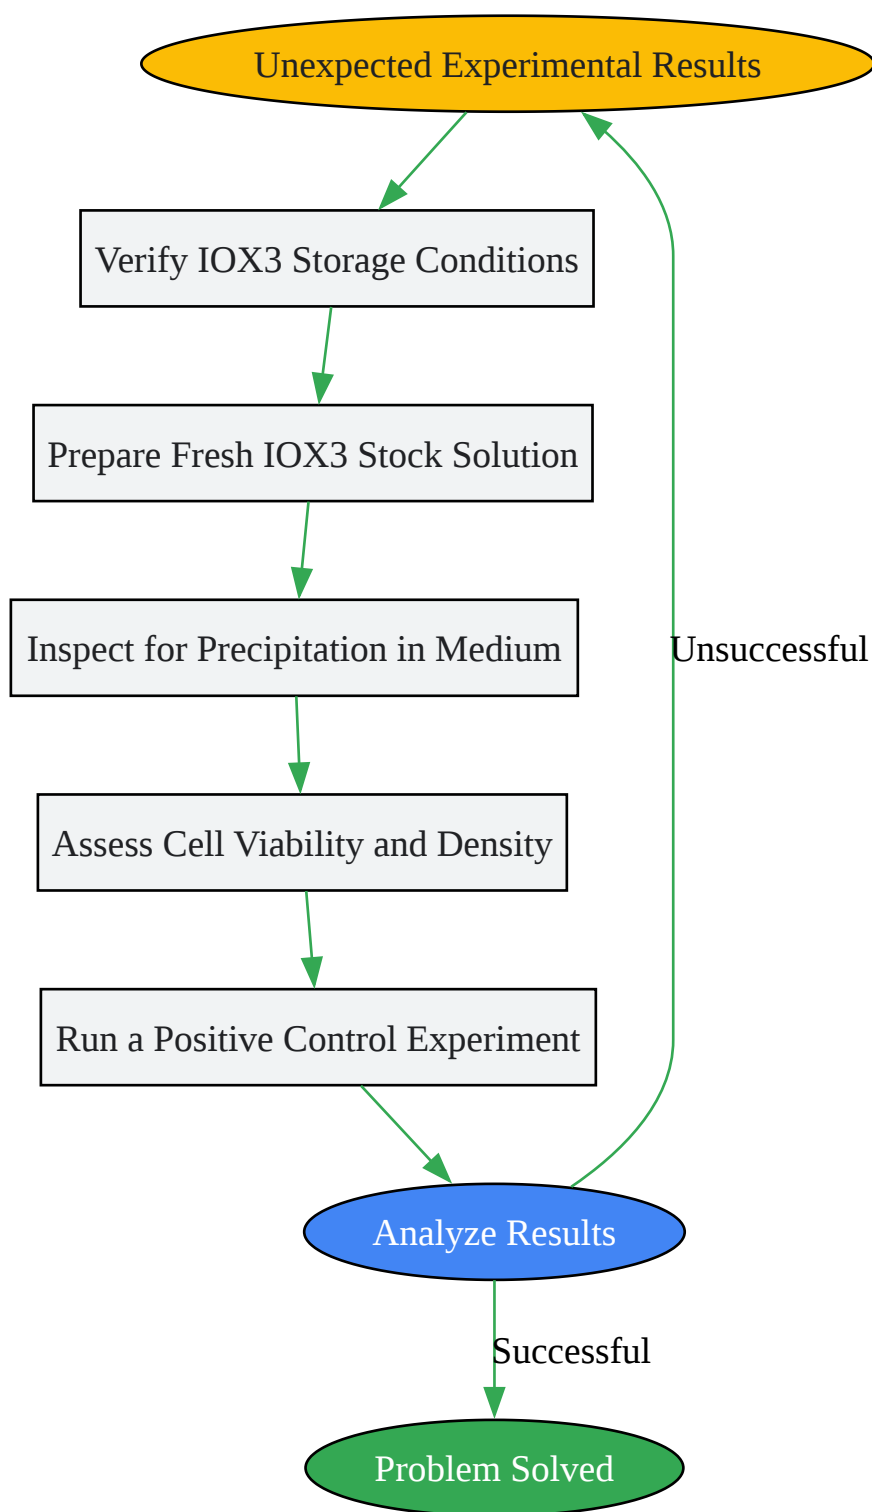 Unexpected Experimental Results
Verify IOX3 Storage Conditions
Prepare Fresh IOX3 Stock Solution
Inspect for Precipitation in Medium
Unsuccessful
Assess Cell Viability and Density
Run a Positive Control Experiment
Analyze Results
Successful
Problem Solved